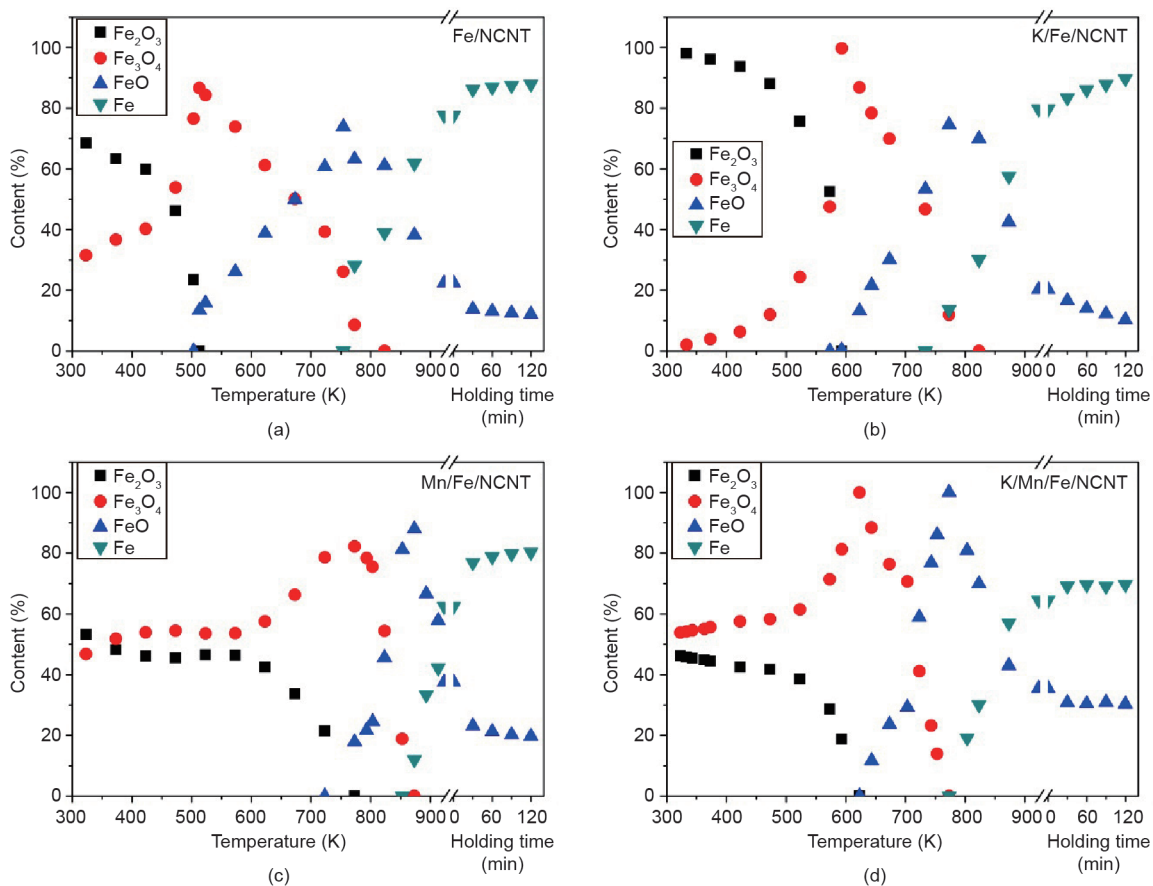 Fe/NCNT
Fe₂O₃
Fe₃O₄
FeO
Fe
Content (%)
100
80
60
40
20
0
300 400 500 600 700 800 900 0 60 120
Temperature (K) Holding time
(min)
(a)
K/Fe/NCNT
Fe₂O₃
Fe₃O₄
FeO
Fe
Content (%)
100
80
60
40
20
0
300 400 500 600 700 800 900 0 60 120
Temperature (K) Holding time
(min)
(b)
Mn/Fe/NCNT
Fe₂O₃
Fe₃O₄
FeO
Fe
Content (%)
100
80
60
40
20
0
300 400 500 600 700 800 900 0 60 120
Temperature (K) Holding time
(min)
(c)
K/Mn/Fe/NCNT
Fe₂O₃
Fe₃O₄
FeO
Fe
Content (%)
100
80
60
40
20
0
300 400 500 600 700 800 900 0 60 120
Temperature (K) Holding time
(min)
(d)